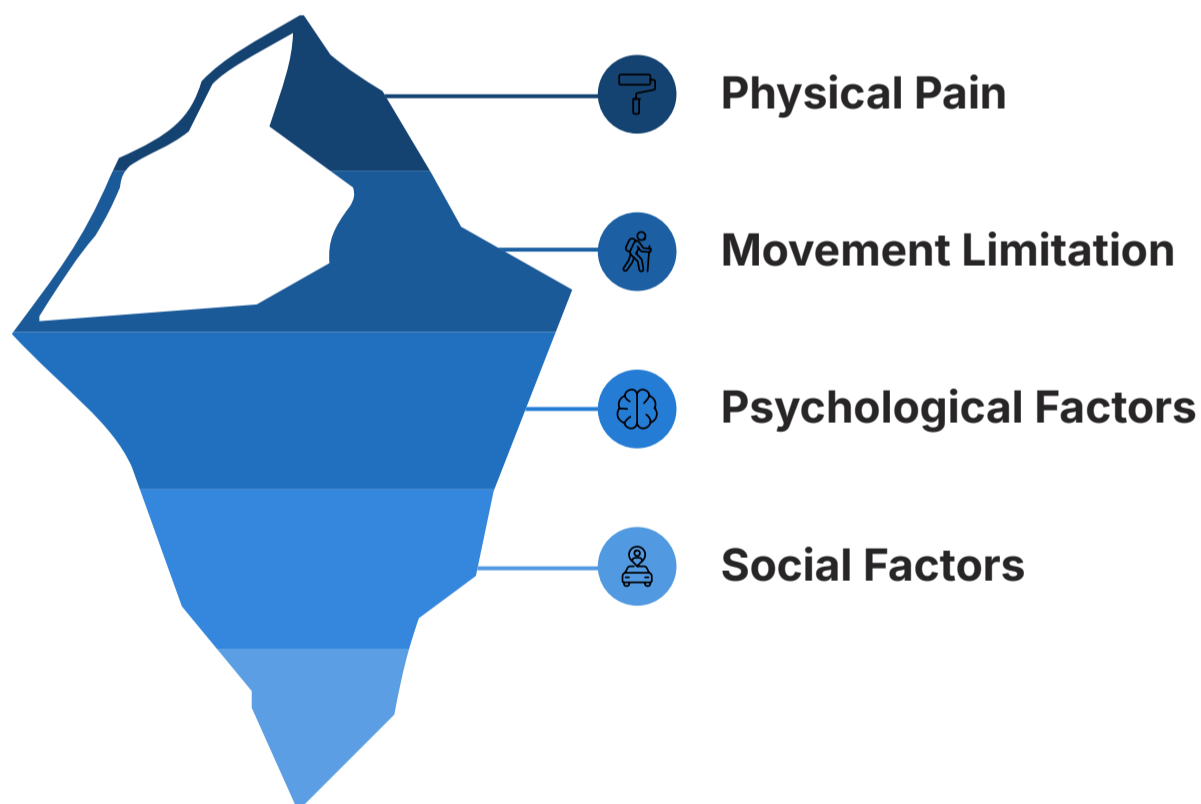 Physical Pain
Movement Limitation
Psychological Factors
Social Factors